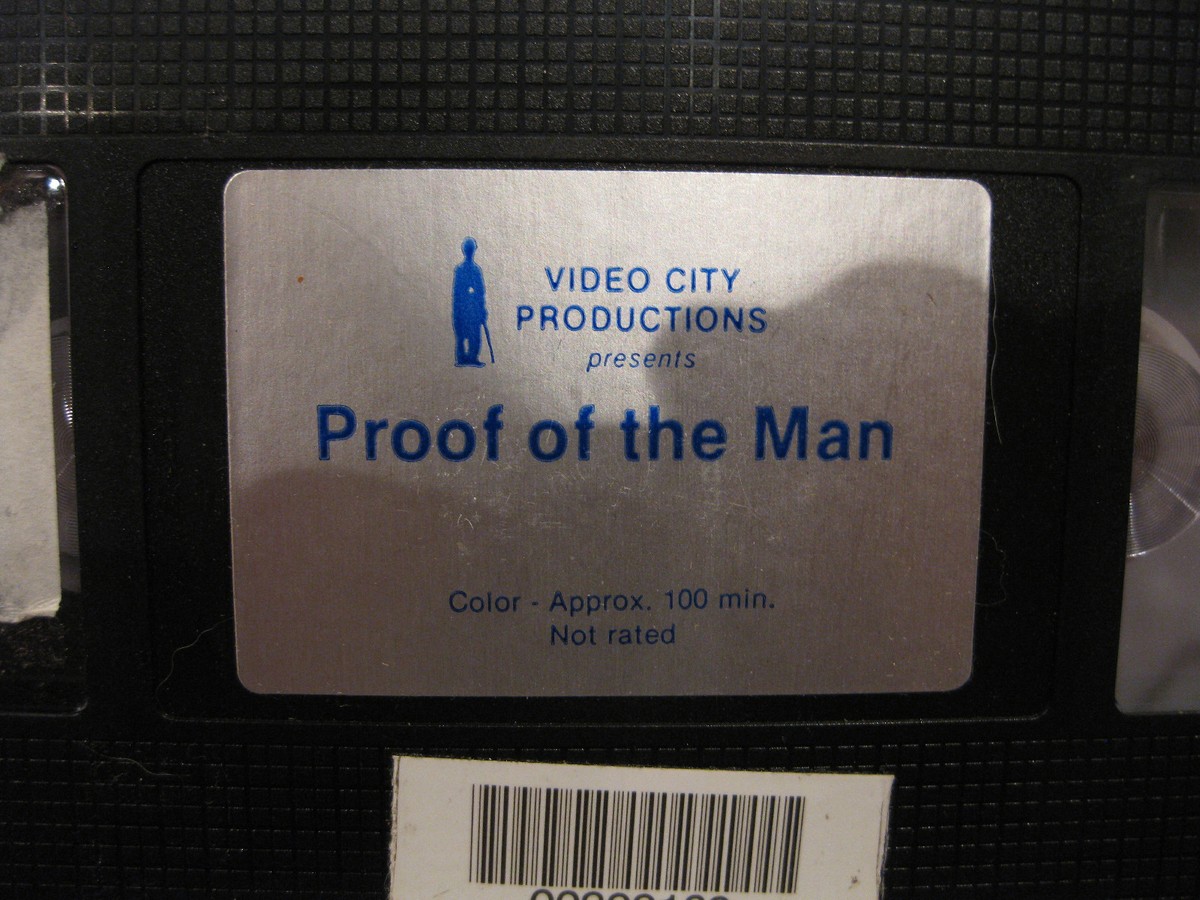 VIDEO CITY
PRODUCTIONS
presents
Proof of the Man
Color - Approx. 100 min.
Not rated